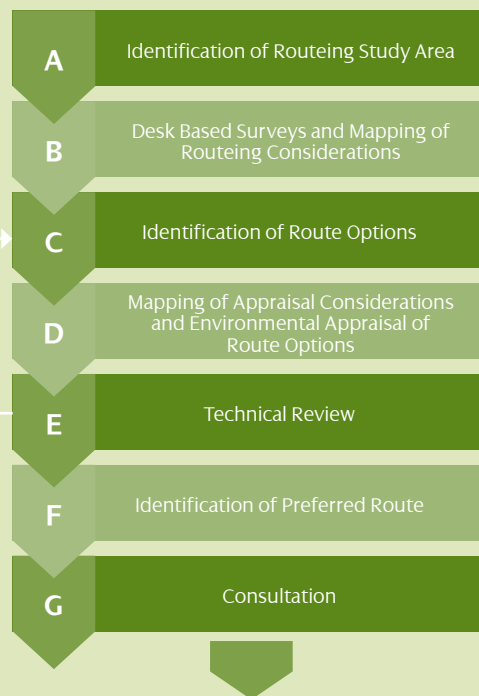 A
Identification of Routeing Study Area
B
Desk Based Surveys and Mapping of
Routeing Considerations
C
Identification of Route Options
D
Mapping of Appraisal Considerations
and Environmental Appraisal of
Route Options
E
Technical Review
F
Identification of Preferred Route
G
Consultation